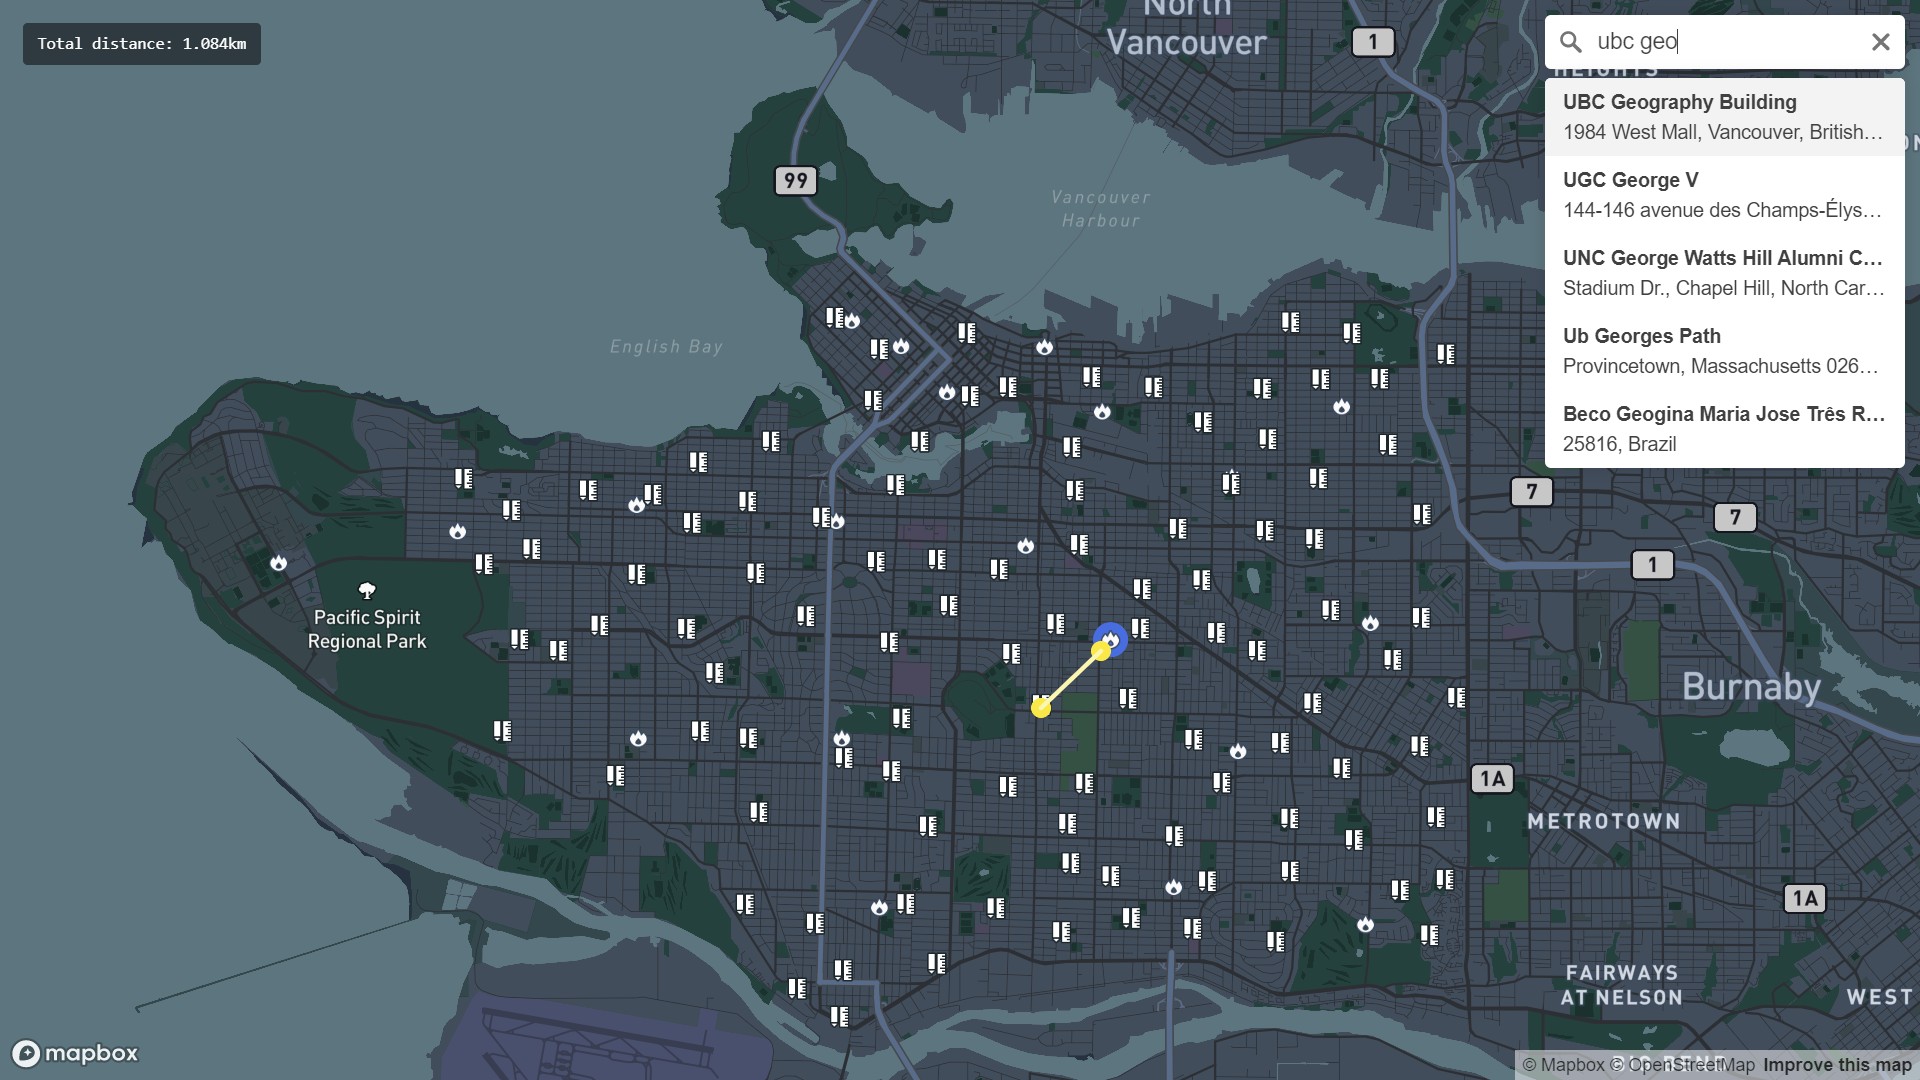 Total distance: 1.084km
North
Vancouver
1
ubc geo
HEIGHTS
UBC Geography Building
1984 West Mall, Vancouver, British…
UGC George V
144-146 avenue des Champs-Élys…
UNC George Watts Hill Alumni C…
Stadium Dr., Chapel Hill, North Car…
Ub Georges Path
Provincetown, Massachusetts 026…
Beco Geogina Maria Jose Três R…
25816, Brazil
99
Vancouver
Harbour
English Bay
7
7
1
Pacific Spirit
Regional Park
Burnaby
1A
METROTOWN
1A
FAIRWAYS
AT NELSON
WEST
BIG BEND
mapbox
© Mapbox © OpenStreetMap Improve this map